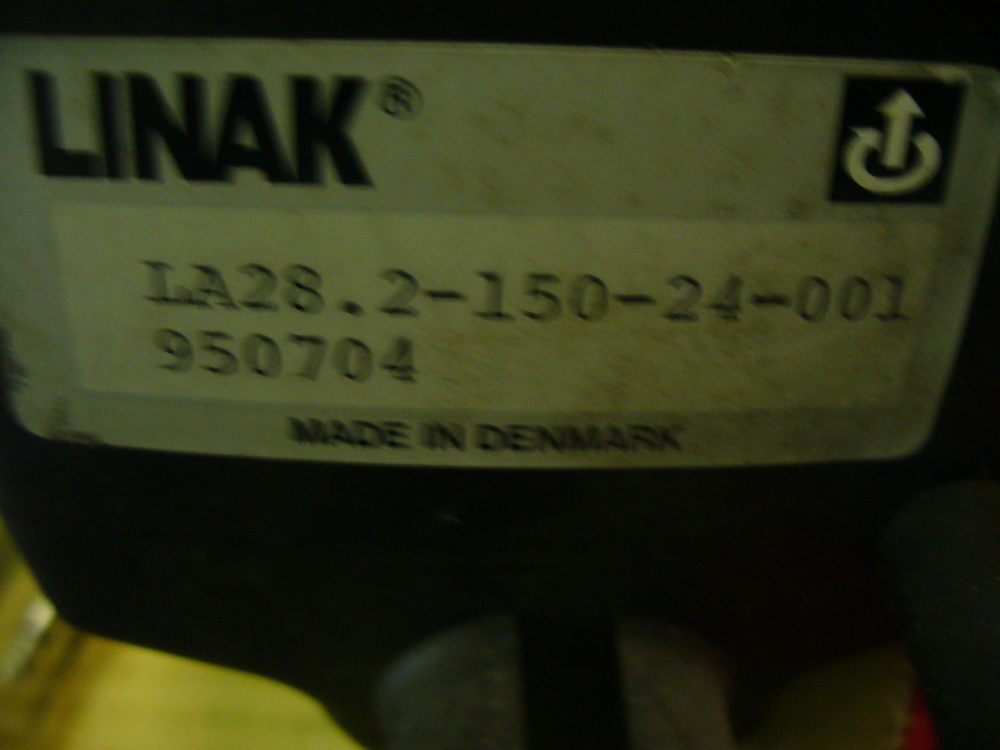 LINAK®
LA28.2-150-24-001
950704
MADE IN DENMARK